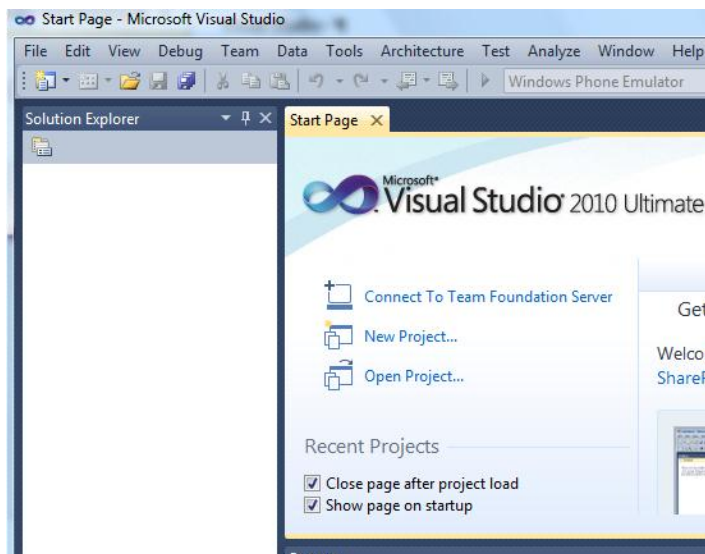 Start Page - Microsoft Visual Studio
File Edit View Debug Team Data Tools Architecture Test Analyze Window Help
Windows Phone Emulator
Solution Explorer
Start Page
Microsoft
Visual Studio 2010 Ultimate
Connect To Team Foundation Server
New Project...
Open Project...
Get
Welco
ShareP
Recent Projects
Close page after project load
Show page on startup